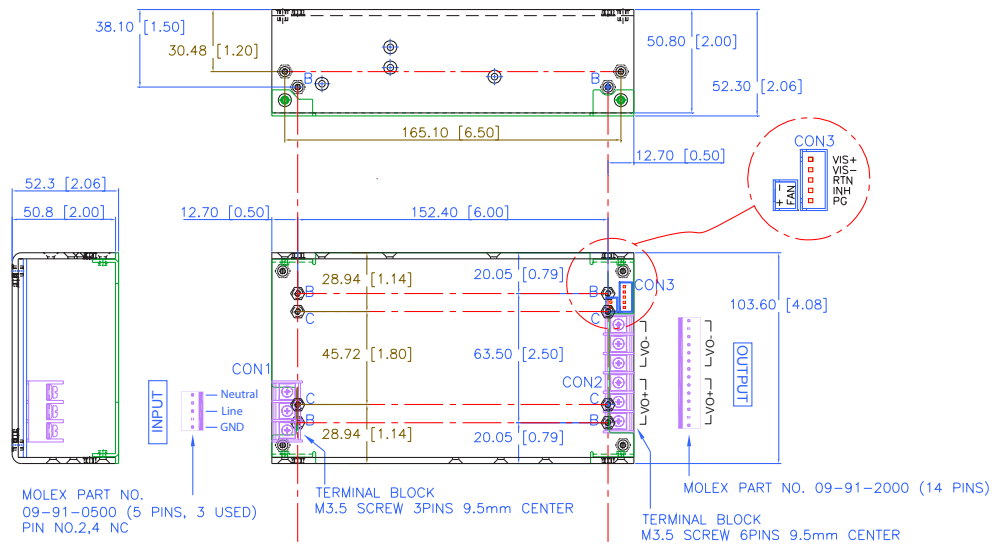 38.10 [1.50]
30.48 [1.20]
B
B
50.80 [2.00]
52.30 [2.06]
165.10 [6.50]
12.70 [0.50]
CON3
VIS+
VIS-
RTN
INH
PG
+ -
FAN
52.3 [2.06]
50.8 [2.00]
12.70 [0.50]
152.40 [6.00]
28.94 [1.14]
20.05 [0.79]
CON3
B
B
C
C
103.60 [4.08]
45.72 [1.80]
63.50 [2.50]
VO-
VO-
CON1
CON2
OUTPUT
INPUT
Neutral
Line
GND
VO+
VO+
C
C
B
B
28.94 [1.14]
20.05 [0.79]
MOLEX PART NO.
09-91-0500 (5 PINS, 3 USED)
PIN NO.2,4 NC
TERMINAL BLOCK
M3.5 SCREW 3PINS 9.5mm CENTER
MOLEX PART NO. 09-91-2000 (14 PINS)
TERMINAL BLOCK
M3.5 SCREW 6PINS 9.5mm CENTER